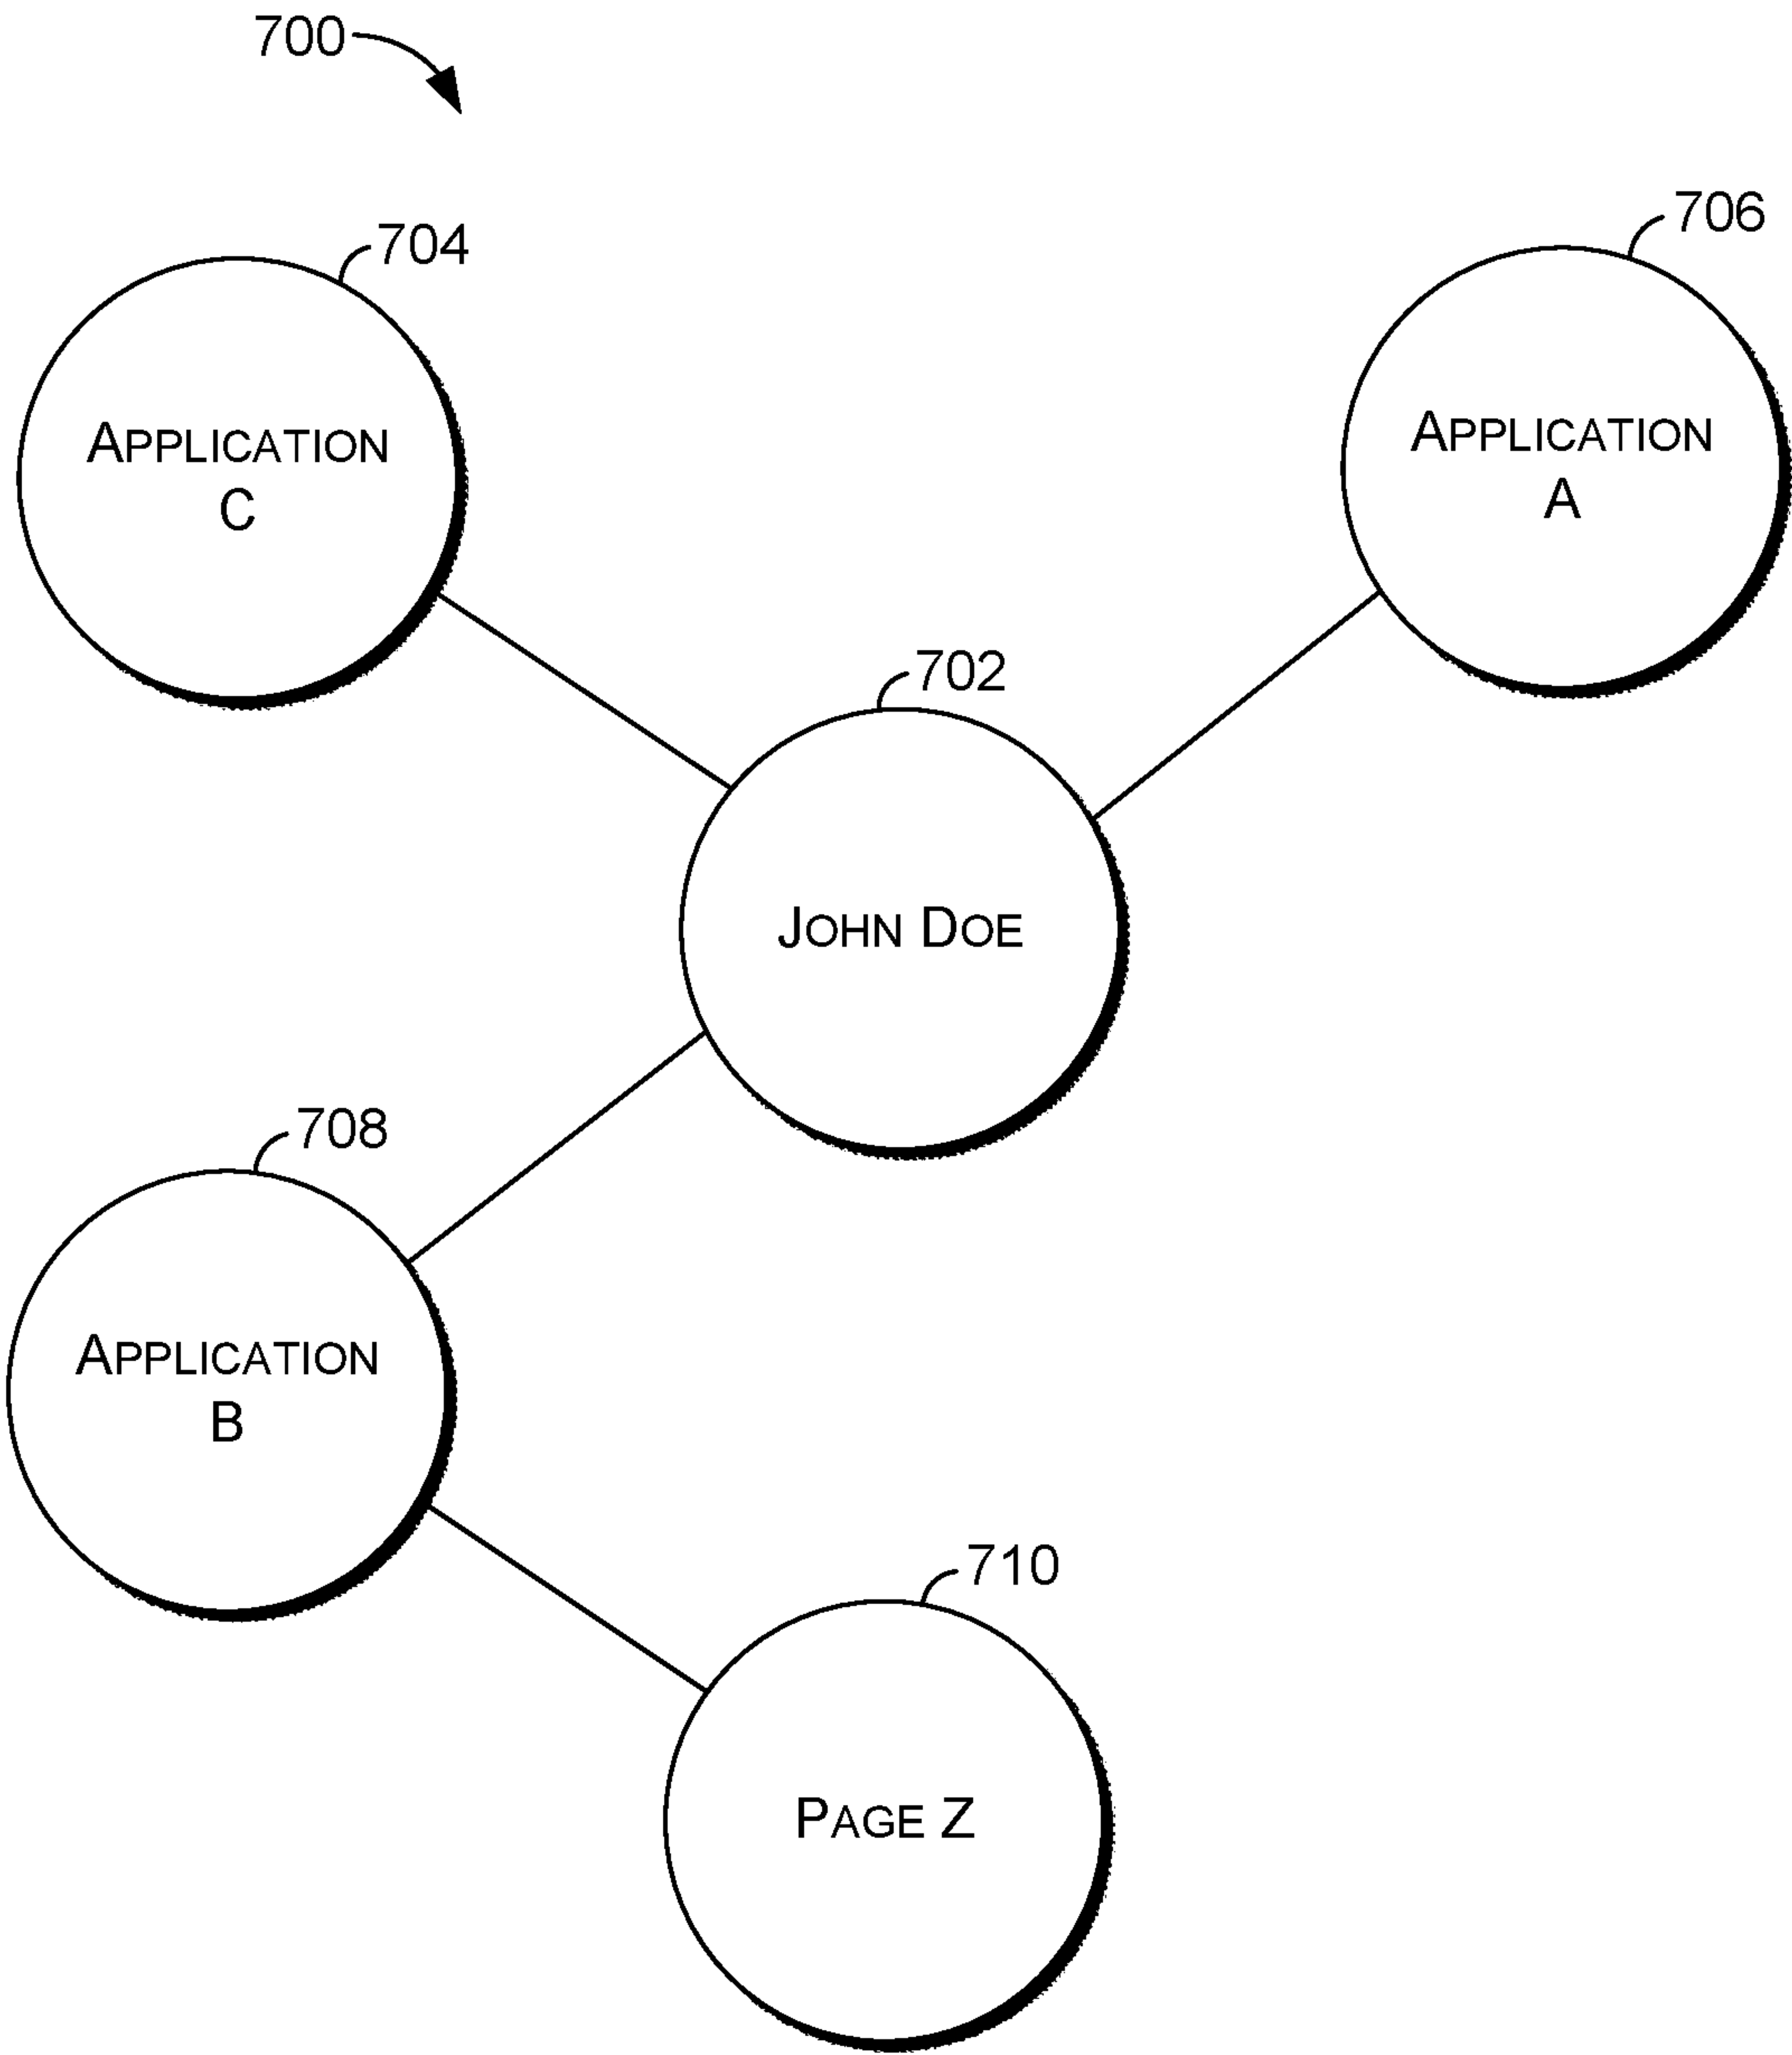 700
704
706
APPLICATION
C
APPLICATION
A
702
JOHN DOE
708
APPLICATION
B
710
PAGE Z